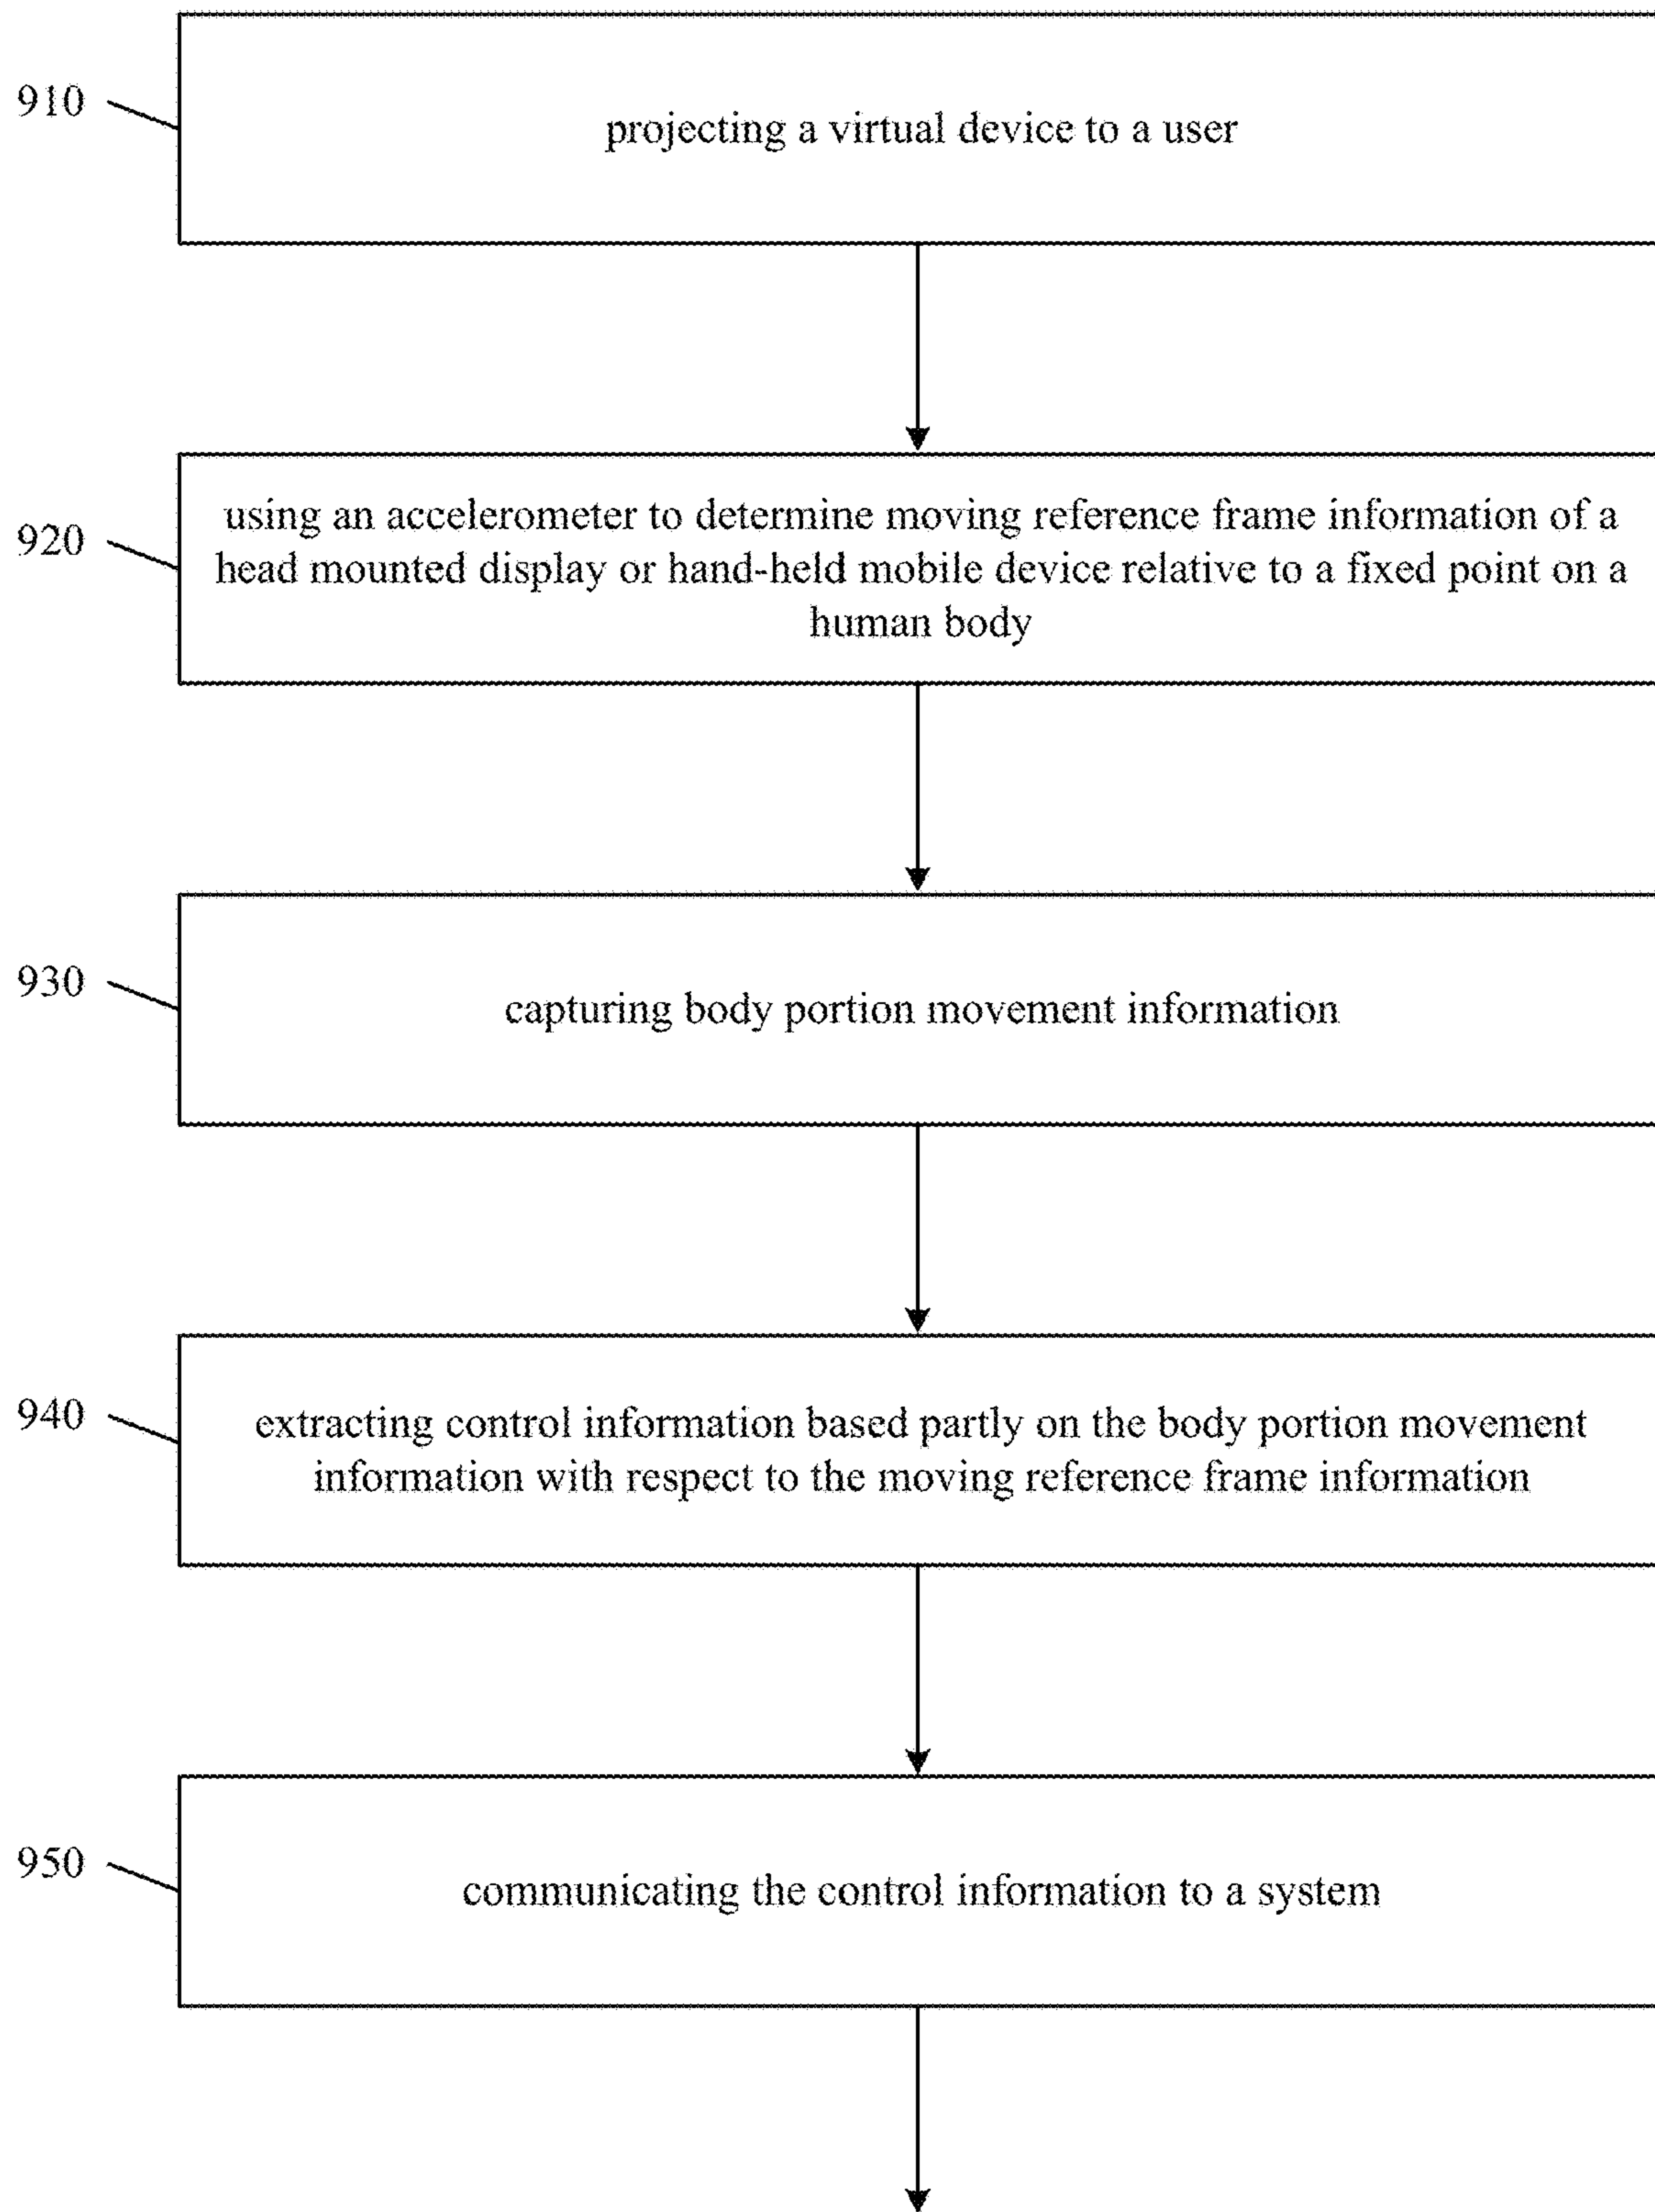 910
projecting a virtual device to a user
920
using an accelerometer to determine moving reference frame information of a
head mounted display or hand-held mobile device relative to a fixed point on a
human body
930
capturing body portion movement information
940
extracting control information based partly on the body portion movement
information with respect to the moving reference frame information
950
communicating the control information to a system